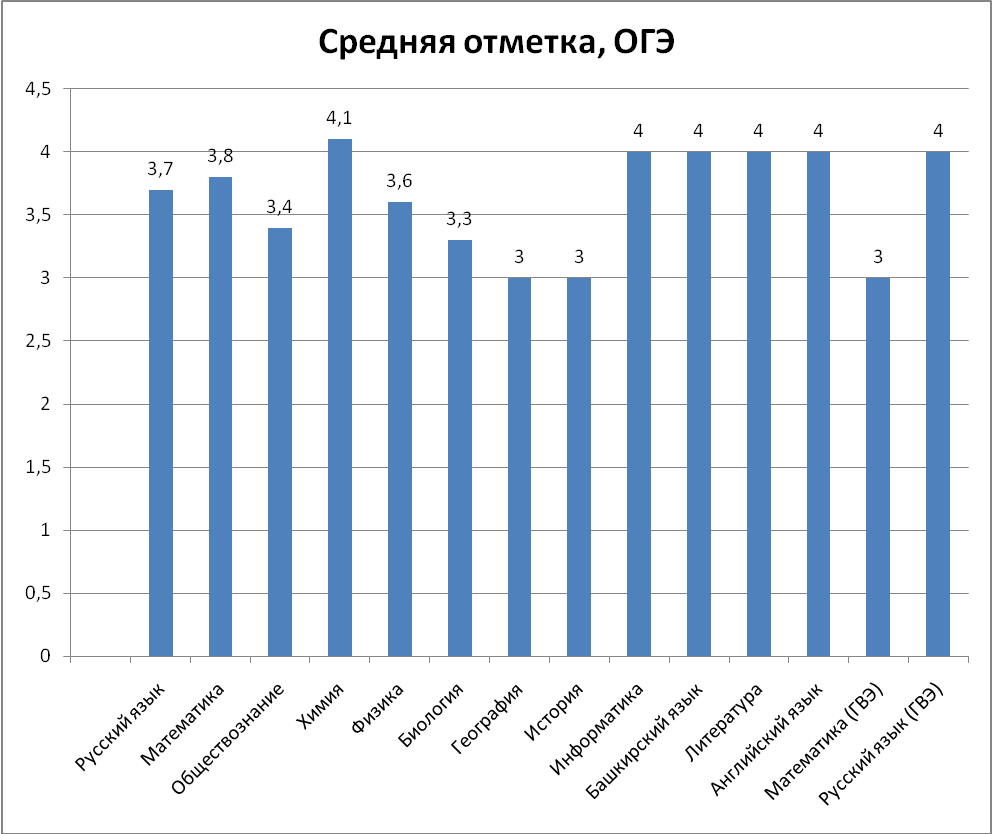 Средняя отметка, ОГЭ
4,5
4
3,5
3
2,5
2
1,5
1
0,5
0
3,7
3,8
3,4
4,1
3,6
3,3
3
3
4
4
4
4
3
4
Русский язык
Математика
Обществознание
Химия
Физика
Биология
География
История
Информатика
Башкирский язык
Литература
Английский язык
Математика (ГВЭ)
Русский язык (ГВЭ)